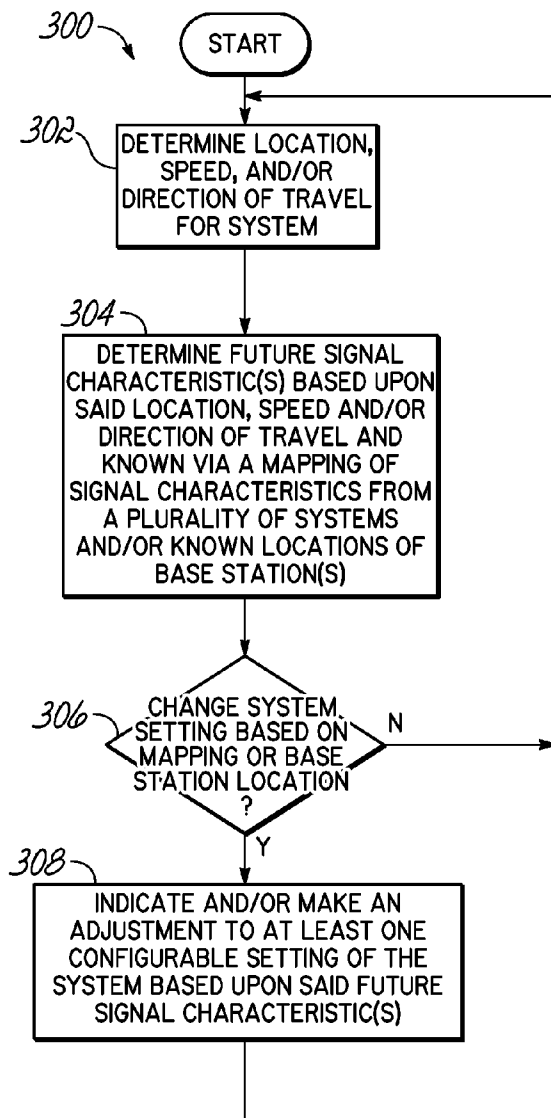 300
START
302
DETERMINE LOCATION,
SPEED, AND/OR
DIRECTION OF TRAVEL
FOR SYSTEM
304
DETERMINE FUTURE SIGNAL
CHARACTERISTIC(S) BASED UPON
SAID LOCATION, SPEED AND/OR
DIRECTION OF TRAVEL AND
KNOWN VIA A MAPPING OF
SIGNAL CHARACTERISTICS FROM
A PLURALITY OF SYSTEMS
AND/OR KNOWN LOCATIONS OF
BASE STATION(S)
306
CHANGE SYSTEM
SETTING BASED ON
MAPPING OR BASE
STATION LOCATION
?
N
Y
308
INDICATE AND/OR MAKE AN
ADJUSTMENT TO AT LEAST ONE
CONFIGURABLE SETTING OF THE
SYSTEM BASED UPON SAID FUTURE
SIGNAL CHARACTERISTIC(S)